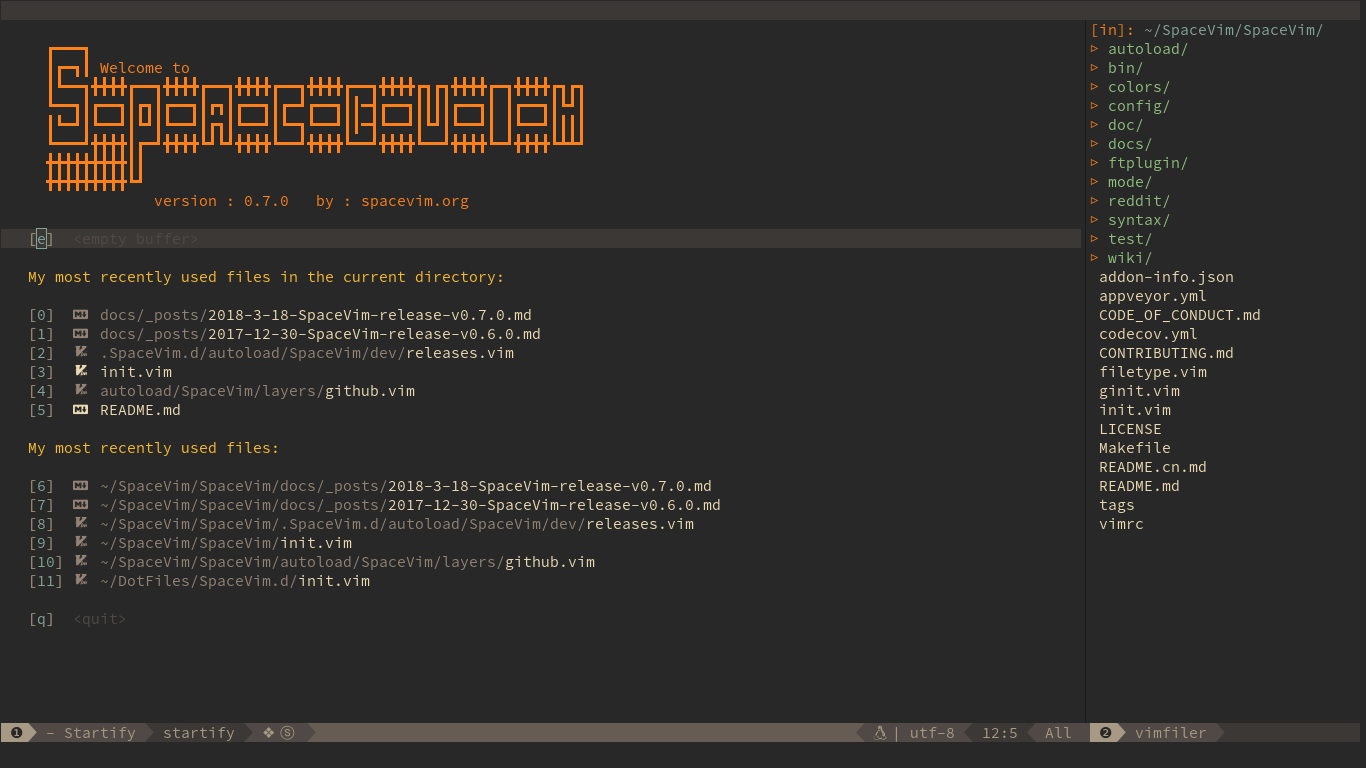 Welcome to
SpaceVim
version : 0.7.0   by : spacevim.org
[e]  <empty buffer>
My most recently used files in the current directory:
[0]  docs/_posts/2018-3-18-SpaceVim-release-v0.7.0.md
[1]  docs/_posts/2017-12-30-SpaceVim-release-v0.6.0.md
[2]  .SpaceVim.d/autoload/SpaceVim/dev/releases.vim
[3]  init.vim
[4]  autoload/SpaceVim/layers/github.vim
[5]  README.md
My most recently used files:
[6]  ~/SpaceVim/SpaceVim/docs/_posts/2018-3-18-SpaceVim-release-v0.7.0.md
[7]  ~/SpaceVim/SpaceVim/docs/_posts/2017-12-30-SpaceVim-release-v0.6.0.md
[8]  ~/SpaceVim/SpaceVim/.SpaceVim.d/autoload/SpaceVim/dev/releases.vim
[9]  ~/SpaceVim/SpaceVim/init.vim
[10] ~/SpaceVim/SpaceVim/autoload/SpaceVim/layers/github.vim
[11] ~/DotFiles/SpaceVim.d/init.vim
[q]  <quit>
[in]: ~/SpaceVim/SpaceVim/
▷ autoload/
▷ bin/
▷ colors/
▷ config/
▷ doc/
▷ docs/
▷ ftplugin/
▷ mode/
▷ reddit/
▷ syntax/
▷ test/
▷ wiki/
addon-info.json
appveyor.yml
CODE_OF_CONDUCT.md
codecov.yml
CONTRIBUTING.md
filetype.vim
ginit.vim
init.vim
LICENSE
Makefile
README.cn.md
README.md
tags
vimrc
❶ - Startify startify ❖ ⓢ | utf-8 12:5 All
❷ vimfiler